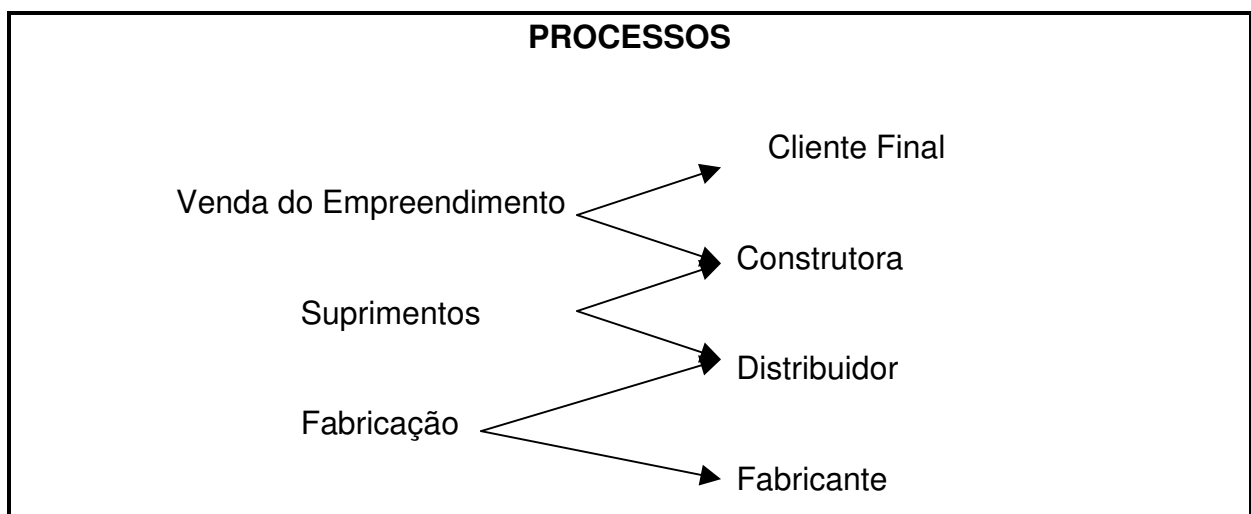 PROCESSOS
Cliente Final
Venda do Empreendimento
Construtora
Suprimentos
Distribuidor
Fabricação
Fabricante